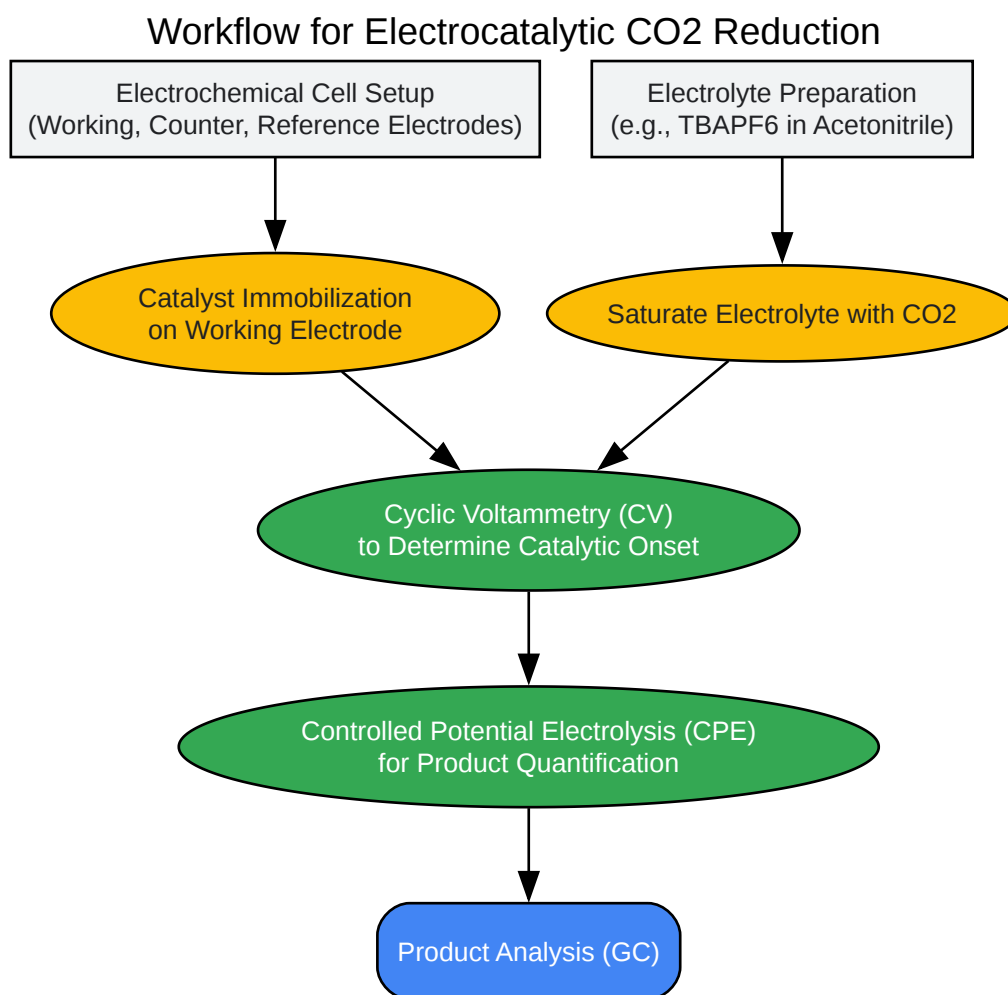 Workflow for Electrocatalytic CO2 Reduction
Electrochemical Cell Setup
(Working, Counter, Reference Electrodes)
Electrolyte Preparation
(e.g., TBAPF6 in Acetonitrile)
Catalyst Immobilization
on Working Electrode
Saturate Electrolyte with CO2
Cyclic Voltammetry (CV)
to Determine Catalytic Onset
Controlled Potential Electrolysis (CPE)
for Product Quantification
Product Analysis (GC)